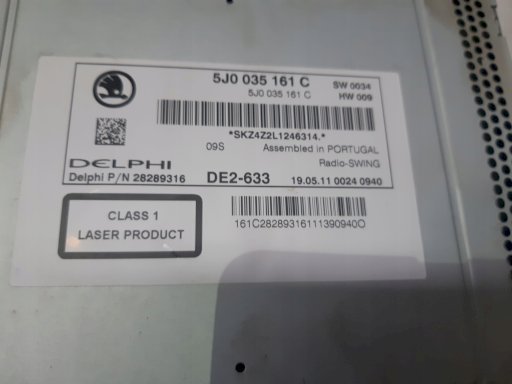 5J0 035 161 C
SW 0034
5J0 035 161 C
HW 009
*SKZ4Z2L1246314.*
09S
Assembled in PORTUGAL
DELPHI
Radio-SWING
Delphi P/N 28289316
DE2-633
19.05.11 0024 0940
CLASS 1
LASER PRODUCT
161C28289316111390940O